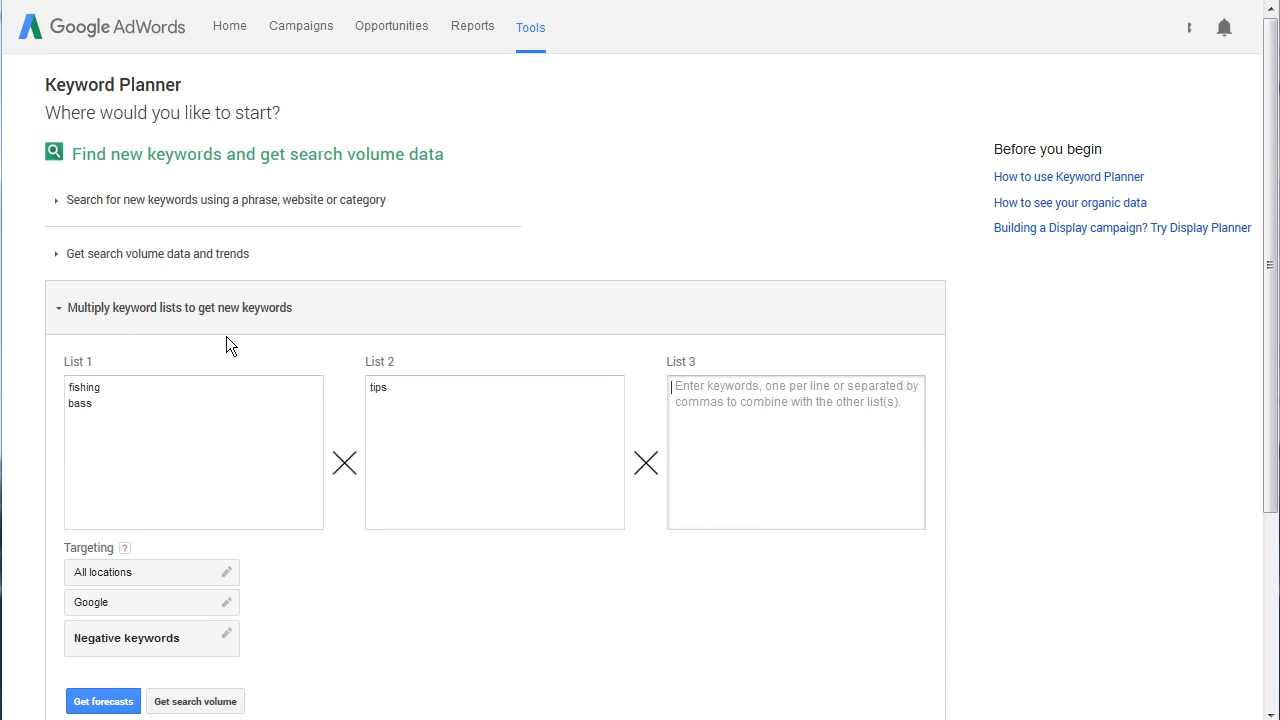 Google AdWords
Home
Campaigns
Opportunities
Reports
Tools
Keyword Planner
Where would you like to start?
Find new keywords and get search volume data
Before you begin
Search for new keywords using a phrase, website or category
How to use Keyword Planner
How to see your organic data
Building a Display campaign? Try Display Planner
Get search volume data and trends
Multiply keyword lists to get new keywords
List 1
List 2
List 3
fishing
bass
tips
Enter keywords, one per line or separated by
commas to combine with the other list(s).
Targeting ?
All locations
Google
Negative keywords
Get forecasts
Get search volume